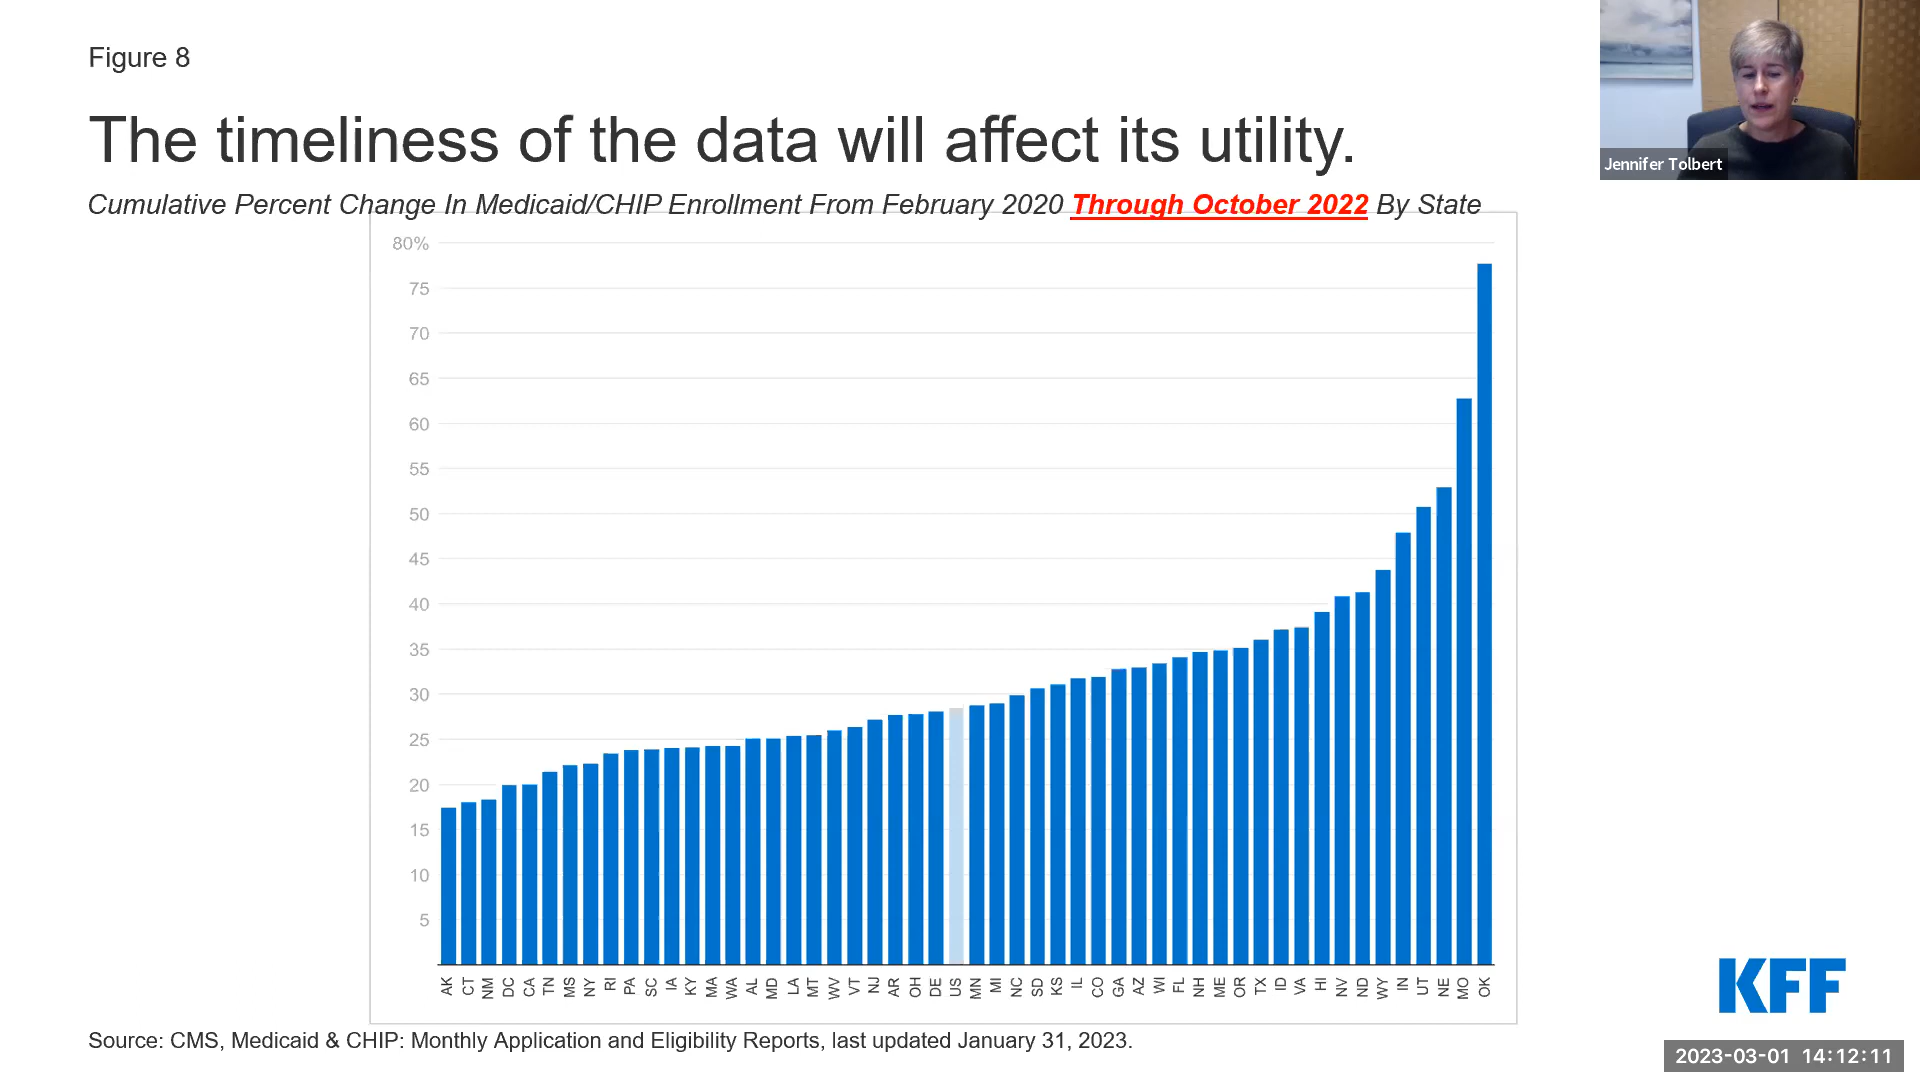 Figure 8
Jennifer Tolbert
The timeliness of the data will affect its utility.
Cumulative Percent Change In Medicaid/CHIP Enrollment From February 2020 Through October 2022 By State
80%
75
70
65
60
55
50
45
40
35
30
25
20
15
10
5
AK CT NM DC CA TN MS NY RI PA SC IA KY MA WA AL MD LA MT WV VT NJ AR OH DE US MN MI NC SD KS IL CO GA AZ WI FL NH ME OR TX ID VA HI NV ND WY IN UT NE MO OK
KFF
Source: CMS, Medicaid & CHIP: Monthly Application and Eligibility Reports, last updated January 31, 2023.
2023-03-01 14:12:11